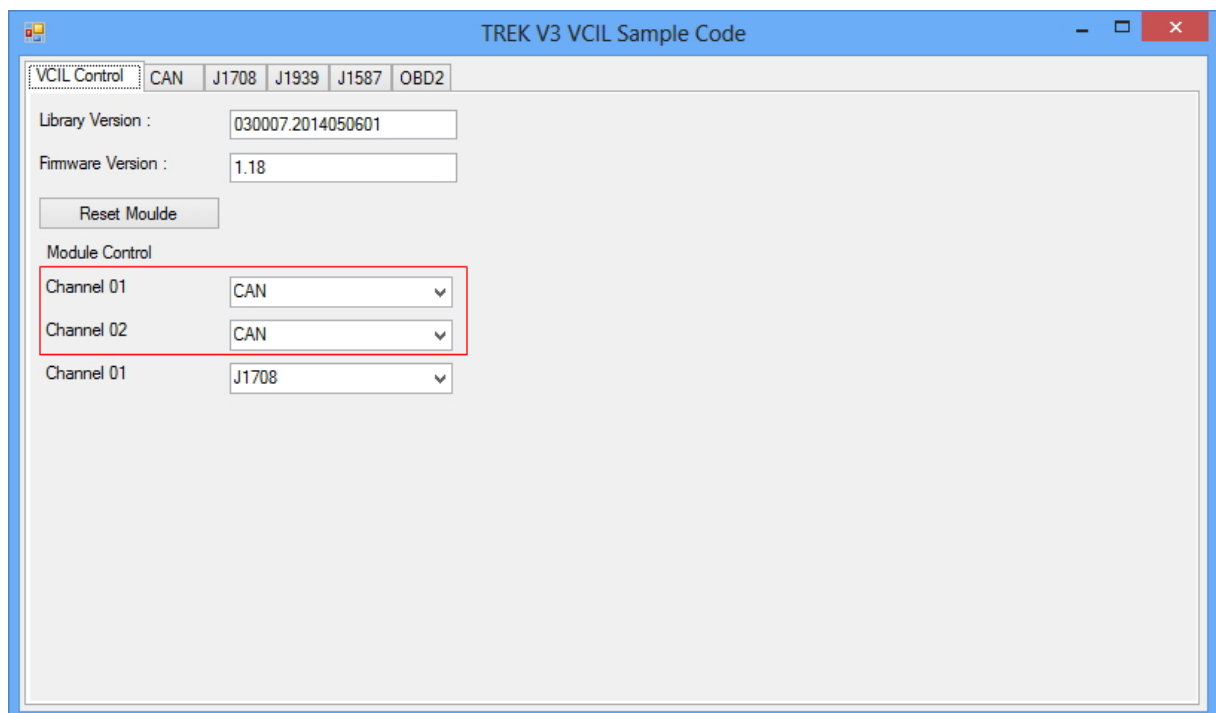 TREK V3 VCIL Sample Code
VCIL Control CAN J1708 J1939 J1587 OBD2
Library Version : 030007.2014050601
Firmware Version : 1.18
Reset Moulde
Module Control
Channel 01 CAN
Channel 02 CAN
Channel 01 J1708